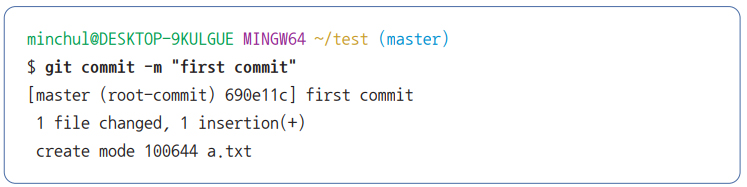 minchul@DESKTOP-9KULGUE MINGW64 ~/test (master)
$ git commit -m "first commit"
[master (root-commit) 690e11c] first commit
 1 file changed, 1 insertion(+)
 create mode 100644 a.txt